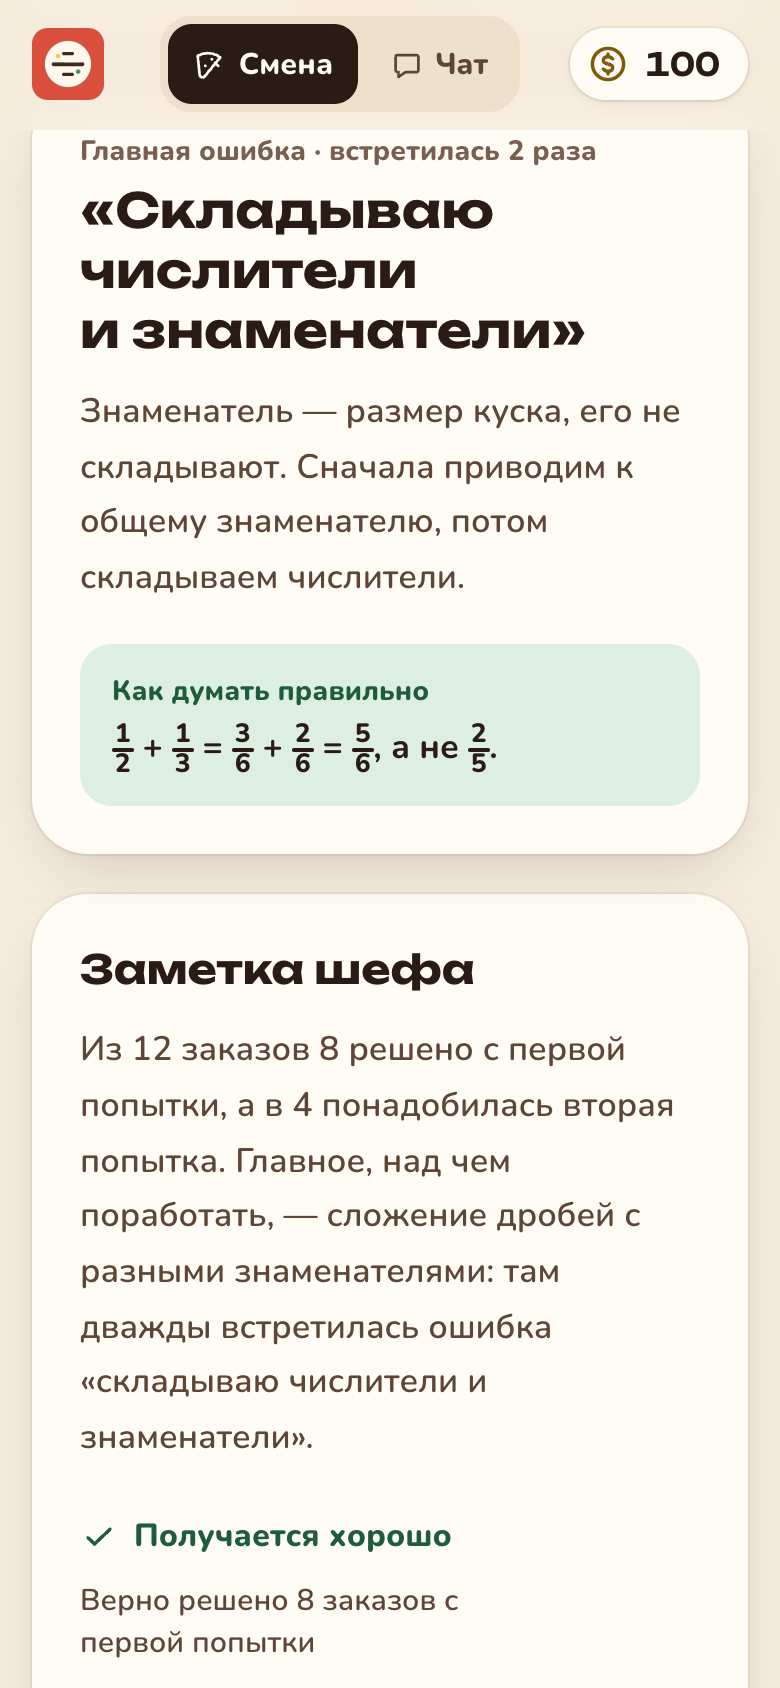 Смена
Чат
100
Главная ошибка · встретилась 2 раза
«Складываю
числители
и знаменатели»
Знаменатель — размер куска, его не
складывают. Сначала приводим к
общему знаменателю, потом
складываем числители.
Как думать правильно
1/2 + 1/3 = 3/6 + 2/6 = 5/6, а не 2/5.
Заметка шефа
Из 12 заказов 8 решено с первой
попытки, а в 4 понадобилась вторая
попытка. Главное, над чем
поработать, — сложение дробей с
разными знаменателями: там
дважды встретилась ошибка
«складываю числители и
знаменатели».
Получается хорошо
Верно решено 8 заказов с
первой попытки